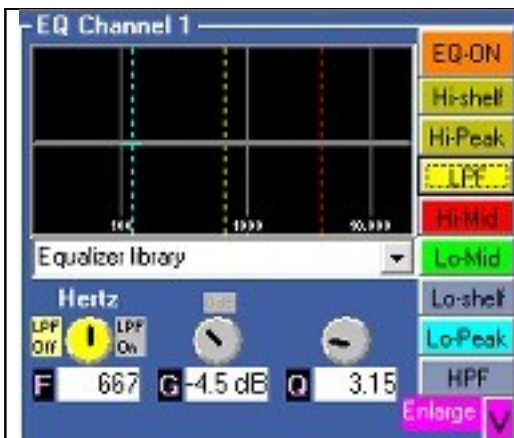 EQ Channel 1
EQ-ON
Hi-shelf
Hi-Peak
LPF
100 1000 10.000
Hi-Mid
Equalizer library
Lo-Mid
Hertz
Lo-shelf
LPF Off
LPF On
Lo-Peak
F 667 G -4.5 dB Q 3.15
HPF
Enlarge V